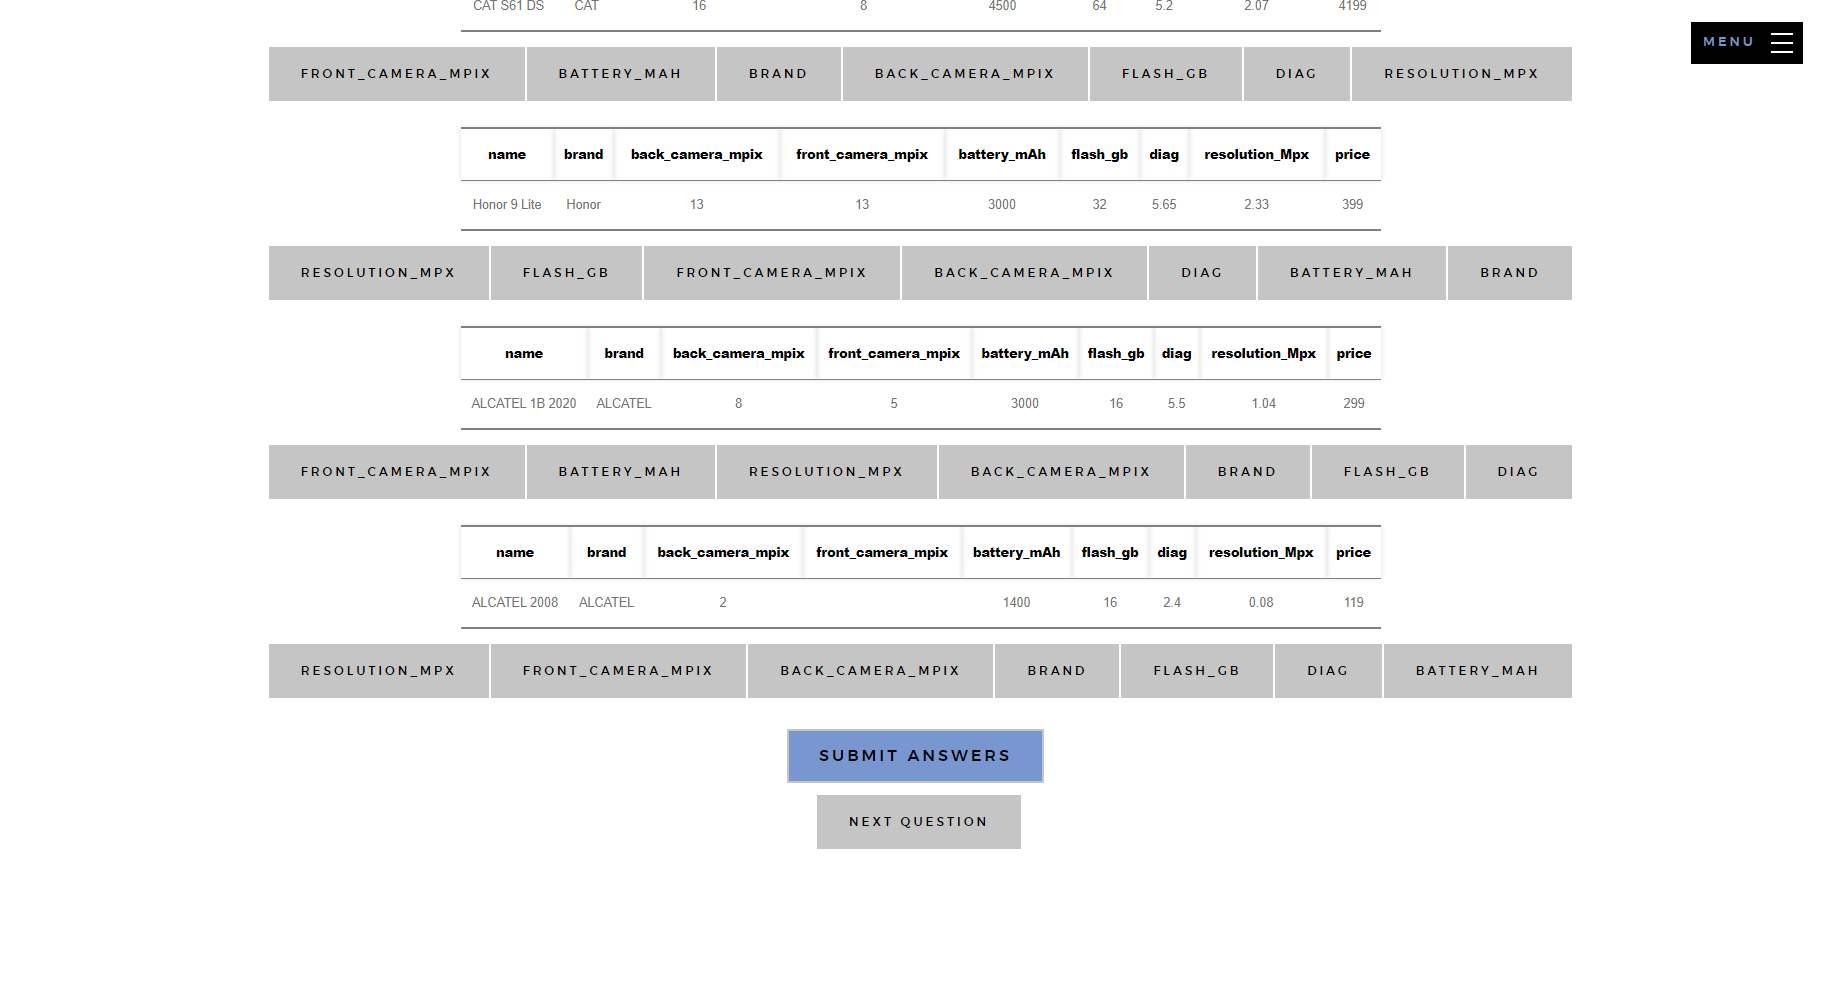 CAT S61 DS CAT 16 8 4500 64 5.2 2.07 4199
MENU
FRONT_CAMERA_MPIX BATTERY_MAH BRAND BACK_CAMERA_MPIX FLASH_GB DIAG RESOLUTION_MPX
name brand back_camera_mpix front_camera_mpix battery_mAh flash_gb diag resolution_Mpx price
Honor 9 Lite Honor 13 13 3000 32 5.65 2.33 399
RESOLUTION_MPX FLASH_GB FRONT_CAMERA_MPIX BACK_CAMERA_MPIX DIAG BATTERY_MAH BRAND
name brand back_camera_mpix front_camera_mpix battery_mAh flash_gb diag resolution_Mpx price
ALCATEL 1B 2020 ALCATEL 8 5 3000 16 5.5 1.04 299
FRONT_CAMERA_MPIX BATTERY_MAH RESOLUTION_MPX BACK_CAMERA_MPIX BRAND FLASH_GB DIAG
name brand back_camera_mpix front_camera_mpix battery_mAh flash_gb diag resolution_Mpx price
ALCATEL 2008 ALCATEL 2 1400 16 2.4 0.08 119
RESOLUTION_MPX FRONT_CAMERA_MPIX BACK_CAMERA_MPIX BRAND FLASH_GB DIAG BATTERY_MAH
SUBMIT ANSWERS
NEXT QUESTION